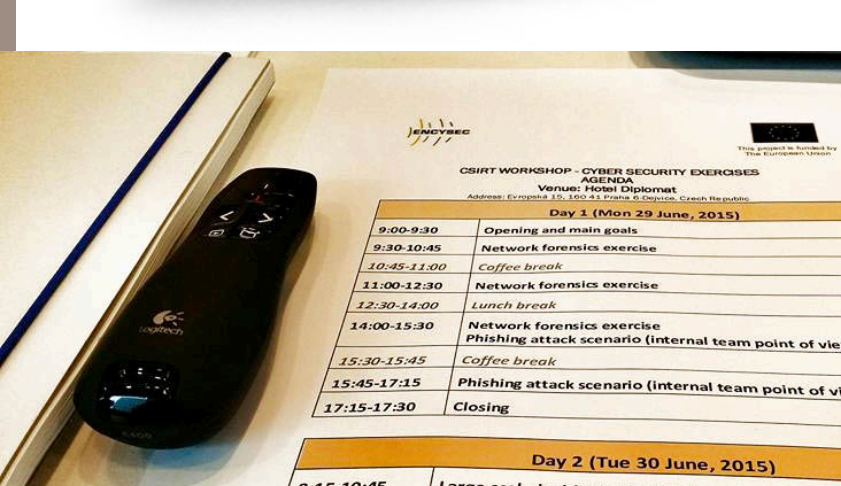 ENCYSEC
This project is funded by
The European Union
CSIRT WORKSHOP - CYBER SECURITY EXERCISES
AGENDA
Venue: Hotel Diplomat
Address: Evropská 15, 160 41 Praha 6-Dejvice, Czech Republic
Day 1 (Mon 29 June, 2015)
9:00-9:30 Opening and main goals
9:30-10:45 Network forensics exercise
10:45-11:00 Coffee break
11:00-12:30 Network forensics exercise
12:30-14:00 Lunch break
14:00-15:30 Network forensics exercise
Phishing attack scenario (internal team point of vie
15:30-15:45 Coffee break
15:45-17:15 Phishing attack scenario (internal team point of vi
17:15-17:30 Closing
Day 2 (Tue 30 June, 2015)
Logitech